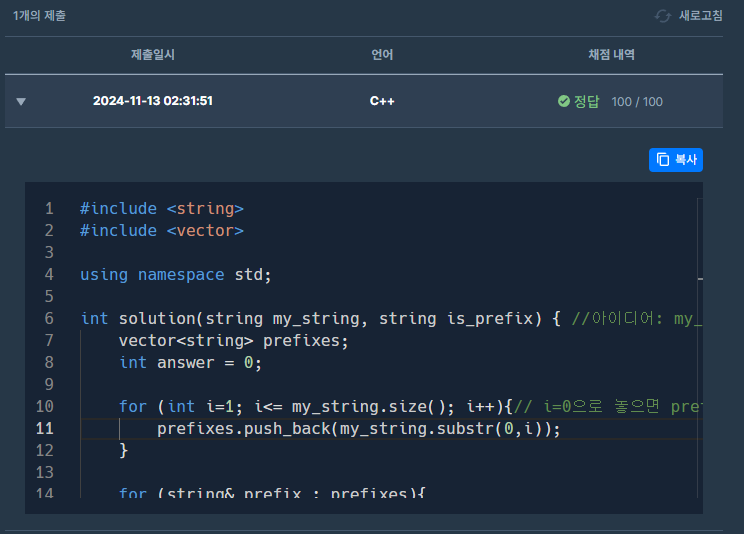 1개의 제출 새로고침
제출일시 언어 채점 내역
2024-11-13 02:31:51 C++ 정답 100 / 100
복사
1 #include <string>
2 #include <vector>
3
4 using namespace std;
5
6 int solution(string my_string, string is_prefix) { //아이디어: my_
7 vector<string> prefixes;
8 int answer = 0;
9
10 for (int i=1; i<= my_string.size(); i++){// i=0으로 놓으면 pref
11 prefixes.push_back(my_string.substr(0,i));
12 }
13
14 for (string& prefix : prefixes){